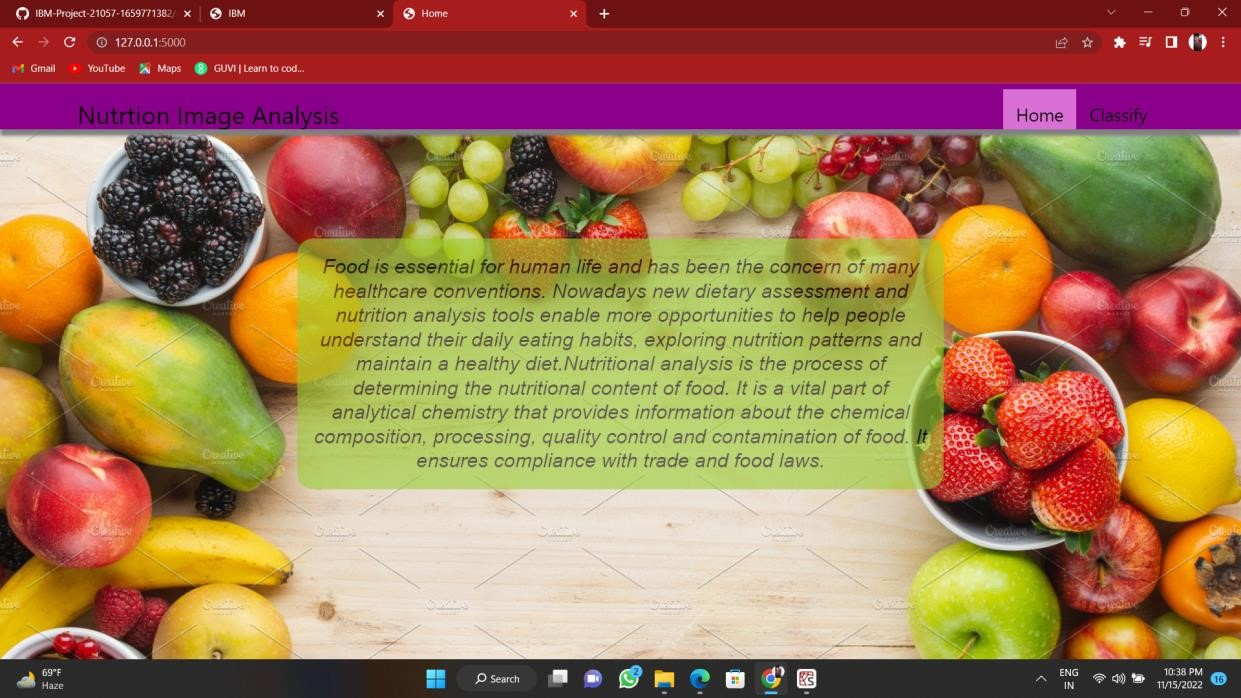 IBM-Project-21057-1659771382/
IBM
Home
127.0.0.1:5000
Gmail
YouTube
Maps
GUVI | Learn to cod...
Nutrtion Image Analysis
Home
Classify
Food is essential for human life and has been the concern of many
healthcare conventions. Nowadays new dietary assessment and
nutrition analysis tools enable more opportunities to help people
understand their daily eating habits, exploring nutrition patterns and
maintain a healthy diet.Nutritional analysis is the process of
determining the nutritional content of food. It is a vital part of
analytical chemistry that provides information about the chemical
composition, processing, quality control and contamination of food. It
ensures compliance with trade and food laws.
69°F
Haze
Search
2
ENG
IN
10:38 PM
11/15/2022
16